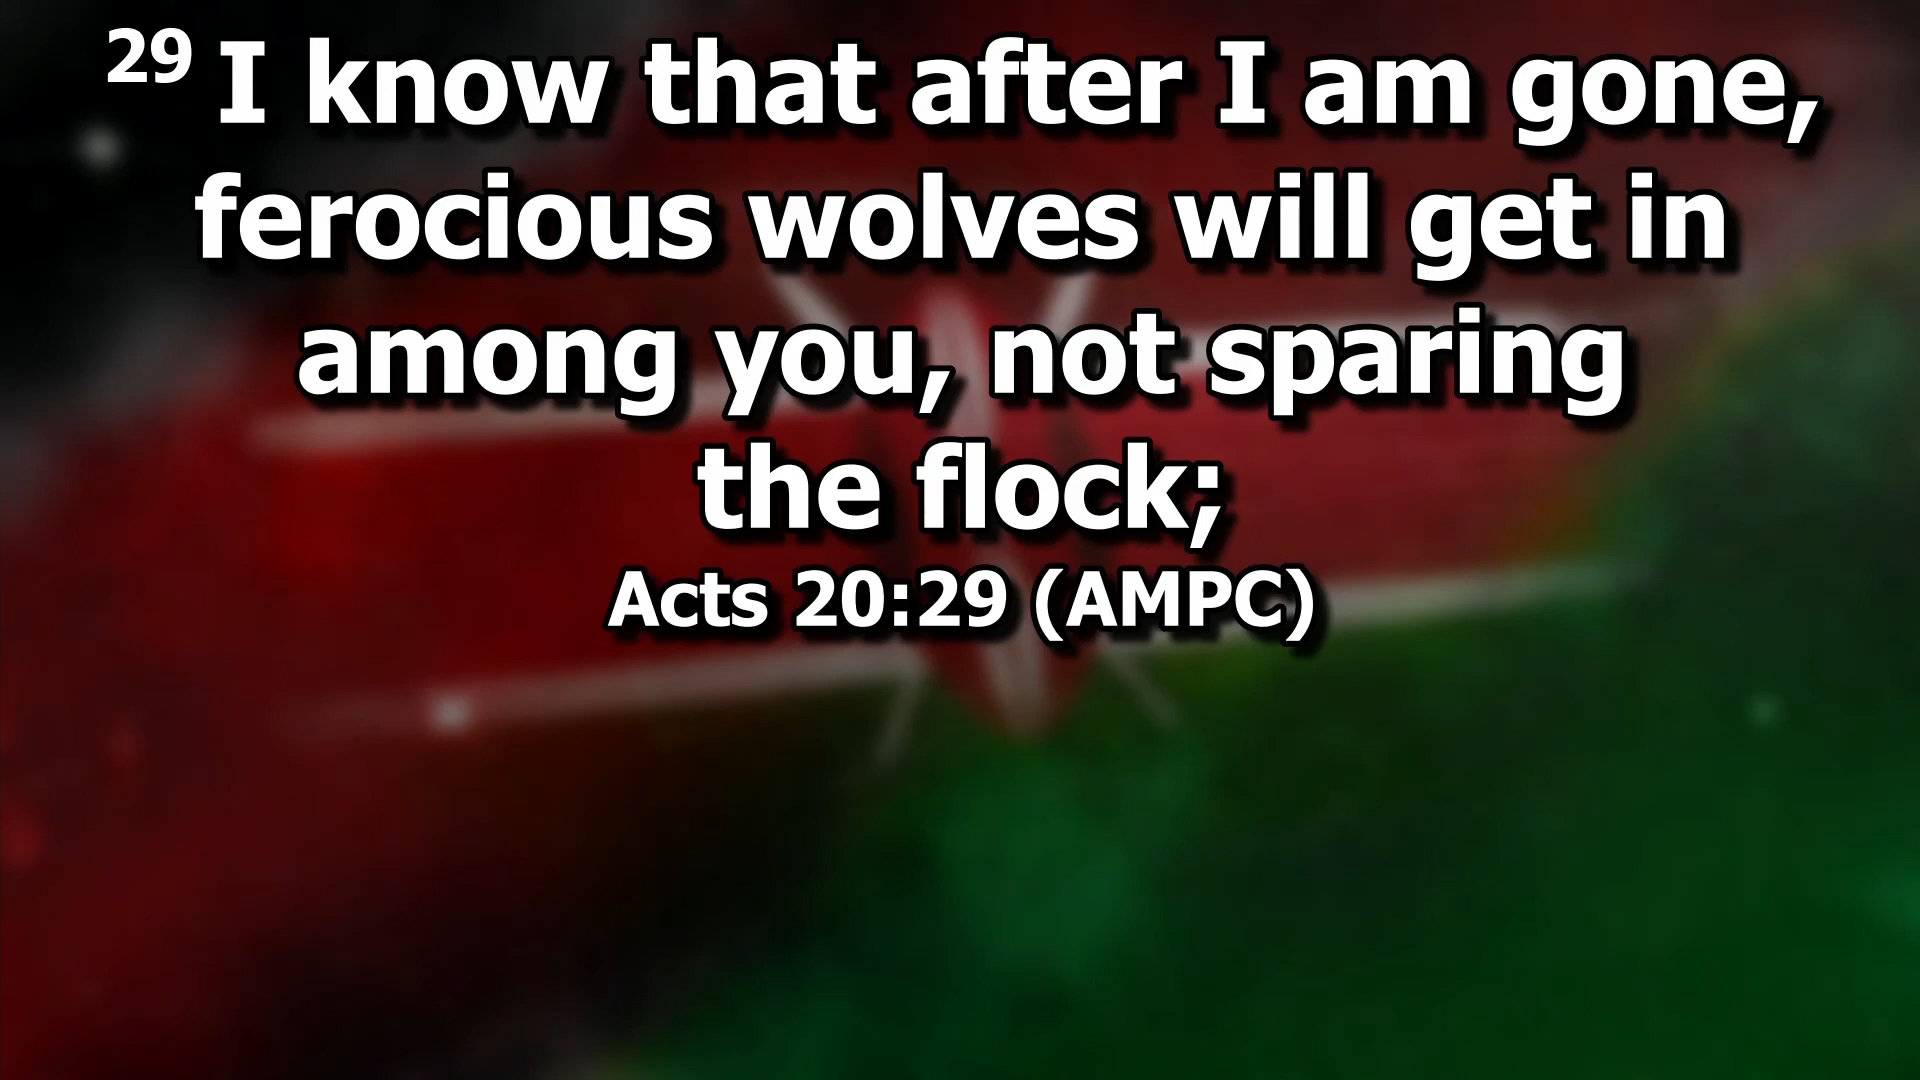 29 I know that after I am gone,
ferocious wolves will get in
among you, not sparing
the flock;
Acts 20:29 (AMPC)